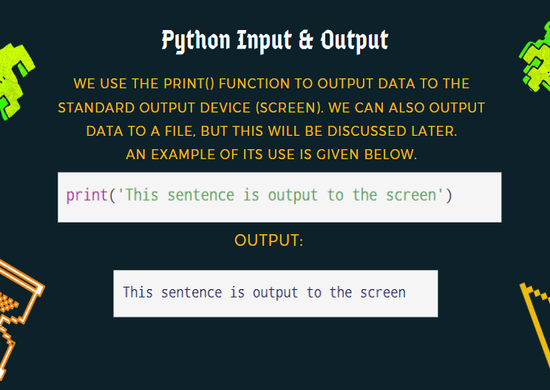 Python Input & Output
WE USE THE PRINT() FUNCTION TO OUTPUT DATA TO THE
STANDARD OUTPUT DEVICE (SCREEN). WE CAN ALSO OUTPUT
DATA TO A FILE, BUT THIS WILL BE DISCUSSED LATER.
AN EXAMPLE OF ITS USE IS GIVEN BELOW.
print('This sentence is output to the screen')
OUTPUT:
This sentence is output to the screen